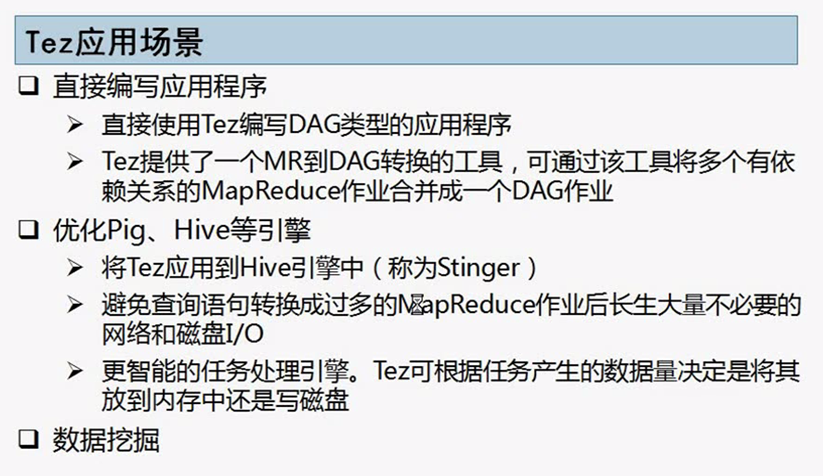 Tez应用场景
直接编写应用程序
直接使用Tez编写DAG类型的应用程序
Tez提供了一个MR到DAG转换的工具，可通过该工具将多个有依
赖关系的MapReduce作业合并成一个DAG作业
优化Pig、Hive等引擎
将Tez应用到Hive引擎中（称为Stinger）
避免查询语句转换成过多的MapReduce作业后长生大量不必要的
网络和磁盘I/O
更智能的任务处理引擎。Tez可根据任务产生的数据量决定是将其
放到内存中还是写磁盘
数据挖掘